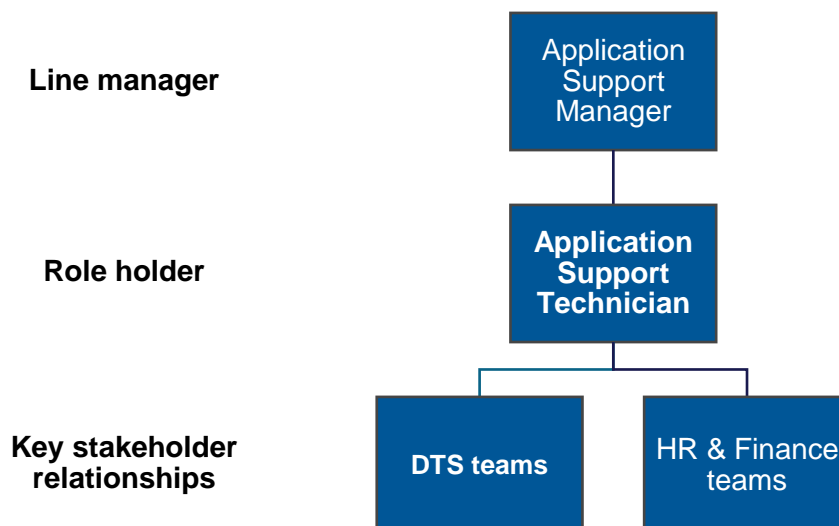 Line manager
Application
Support
Manager
Role holder
Application
Support
Technician
Key stakeholder
relationships
DTS teams
HR & Finance
teams